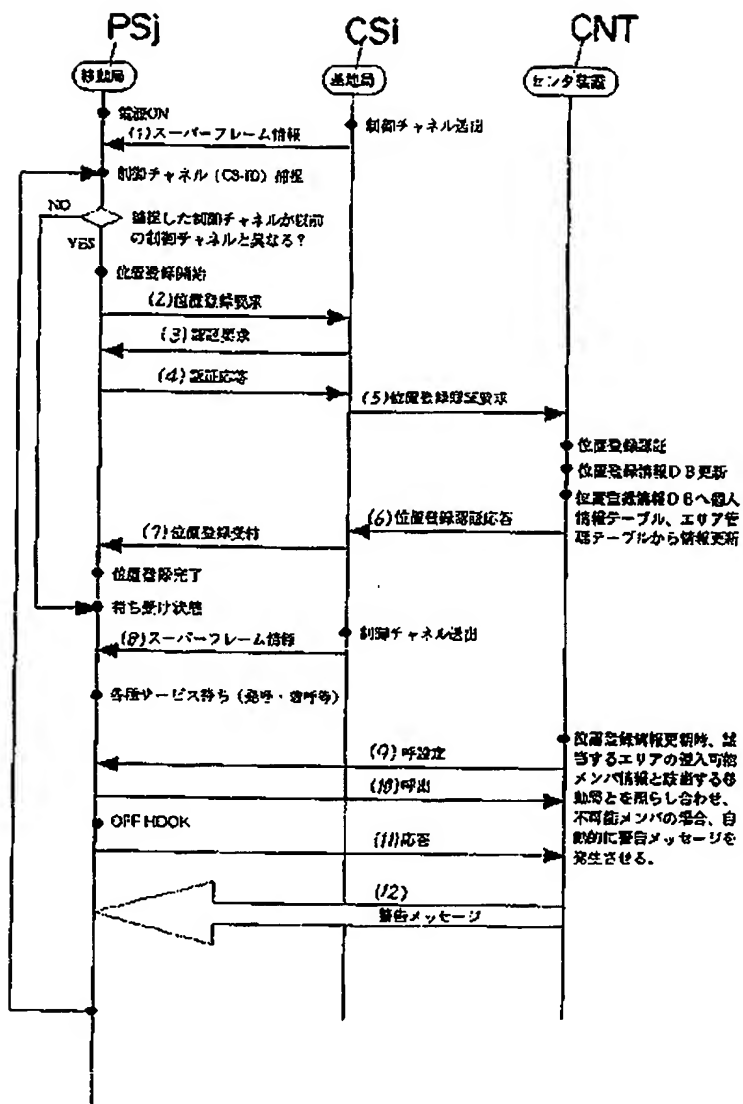 PSj
CSi
CNT
移動局
基地局
センタ装置
電源ON
制御チャネル送出
(1)スーパーフレーム情報
制御チャネル（CS-ID）捕捉
NO
捕捉した制御チャネルが以前
の制御チャネルと異なる？
YES
位置登録開始
(2)位置登録要求
(3)認証要求
(4)認証応答
(5)位置登録認証要求
位置登録認証
位置登録情報DB更新
位置登録情報DBへ個人
情報テーブル、エリア管
理テーブルから情報更新
(6)位置登録認証応答
(7)位置登録受付
位置登録完了
待ち受け状態
制御チャネル送出
(8)スーパーフレーム情報
各種サービス待ち（発呼・着呼等）
位置登録情報更新時、該
当するエリアの進入可能
メンバ情報と該当する移
動局とを照らし合わせ、
不可能メンバの場合、自
動的に警告メッセージを
発生させる。
(9)呼設定
(10)呼出
OFF HOOK
(11)応答
(12)
警告メッセージ